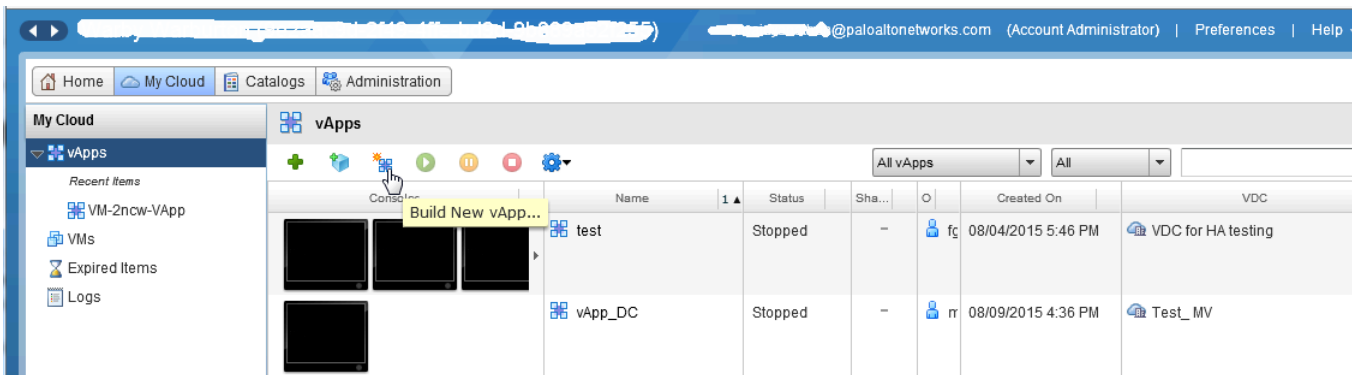 @paloaltonetworks.com (Account Administrator) | Preferences | Help
Home My Cloud Catalogs Administration
My Cloud
vApps
vApps
All vApps All
Recent Items
Consoles Name 1 Status Sha... O Created On VDC
Build New vApp...
VM-2ncw-VApp
test Stopped - fg 08/04/2015 5:46 PM VDC for HA testing
VMs
Expired Items
Logs
vApp_DC Stopped - m 08/09/2015 4:36 PM Test_ MV